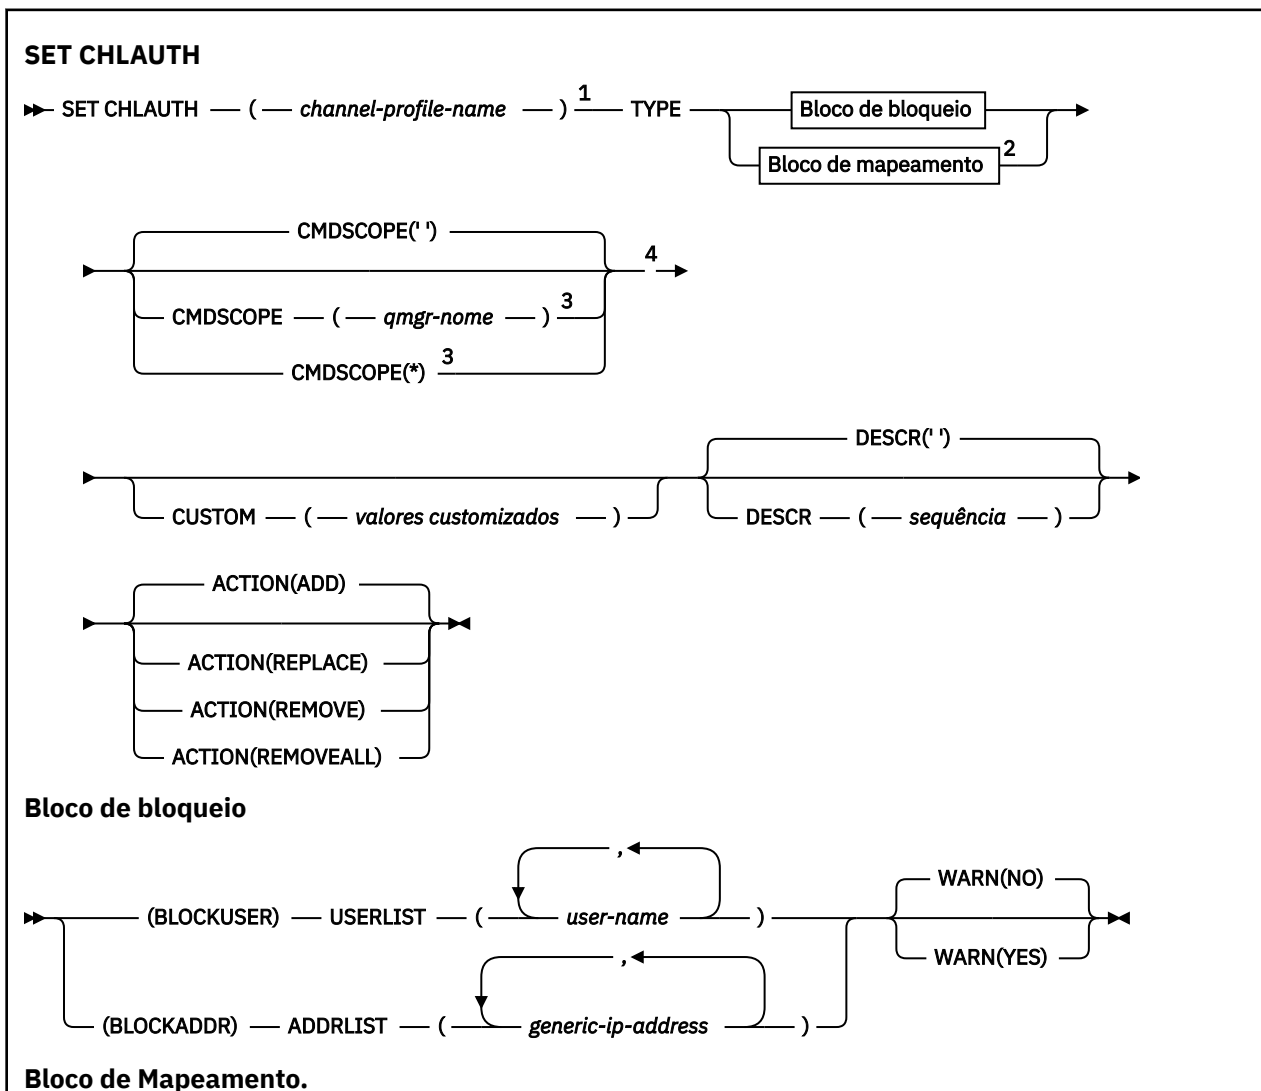 SET CHLAUTH
SET CHLAUTH ( channel-profile-name ) 1 TYPE Bloco de bloqueio
Bloco de mapeamento 2
CMDSCOPE(' ')
4
CMDSCOPE ( qmgr-nome ) 3
CMDSCOPE(*) 3
DESCR(' ')
CUSTOM ( valores customizados ) DESCR ( sequência )
ACTION(ADD)
ACTION(REPLACE)
ACTION(REMOVE)
ACTION(REMOVEALL)
Bloco de bloqueio
,
WARN(NO)
(BLOCKUSER) USERLIST ( user-name )
WARN(YES)
,
(BLOCKADDR) ADDRLIST ( generic-ip-address )
Bloco de Mapeamento.